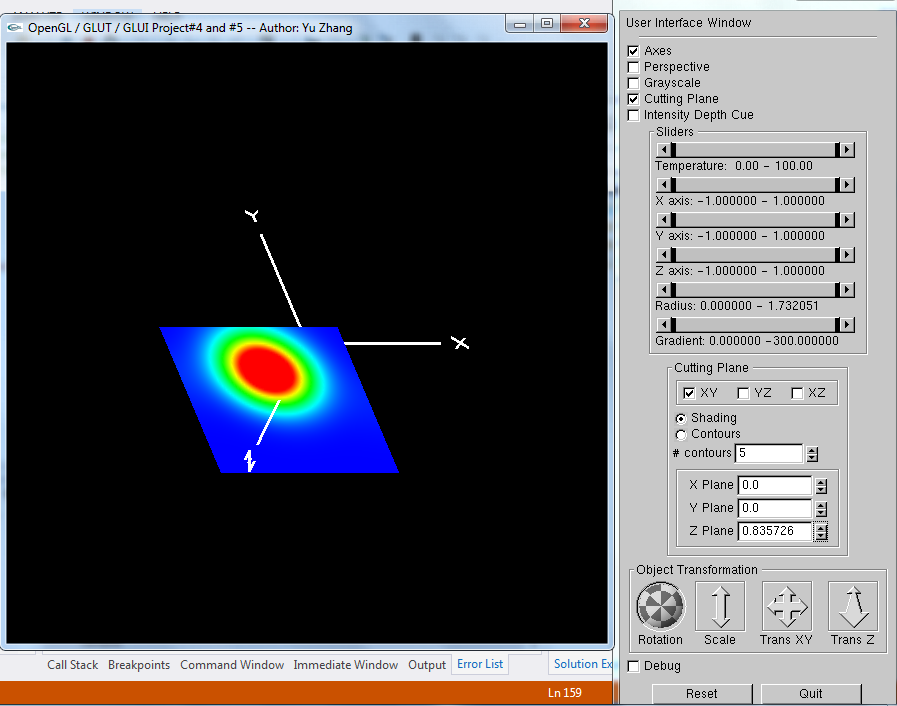 OpenGL / GLUT / GLUI Project#4 and #5 -- Author: Yu Zhang
Y
X
Z
Call Stack Breakpoints Command Window Immediate Window Output Error List Solution Ex
Ln 159
User Interface Window
Axes
Perspective
Grayscale
Cutting Plane
Intensity Depth Cue
Sliders
Temperature: 0.00 - 100.00
X axis: -1.000000 - 1.000000
Y axis: -1.000000 - 1.000000
Z axis: -1.000000 - 1.000000
Radius: 0.000000 - 1.732051
Gradient: 0.000000 -300.000000
Cutting Plane
XY YZ XZ
Shading
Contours
# contours 5
X Plane 0.0
Y Plane 0.0
Z Plane 0.835726
Object Transformation
Rotation Scale Trans XY Trans Z
Debug
Reset Quit